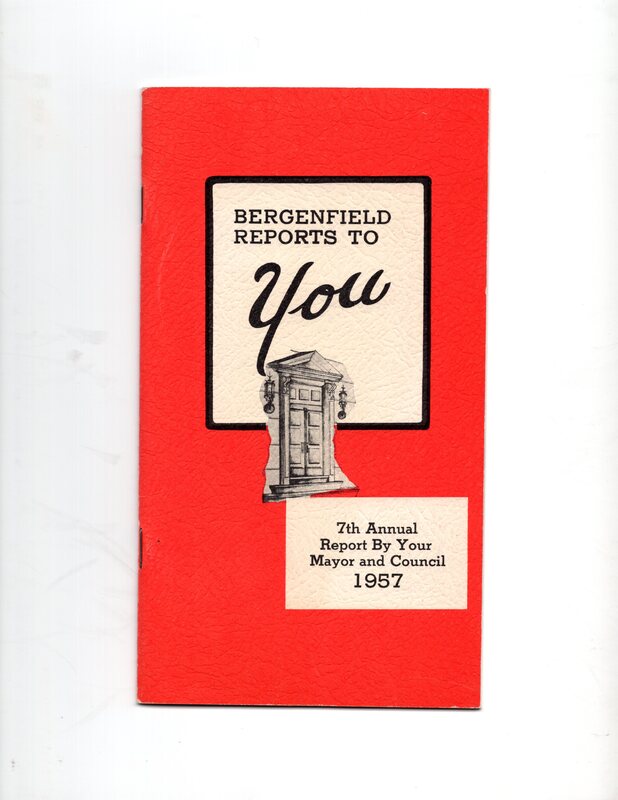 BERGENFIELD
REPORTS TO
You
7th Annual
Report By Your
Mayor and Council
1957